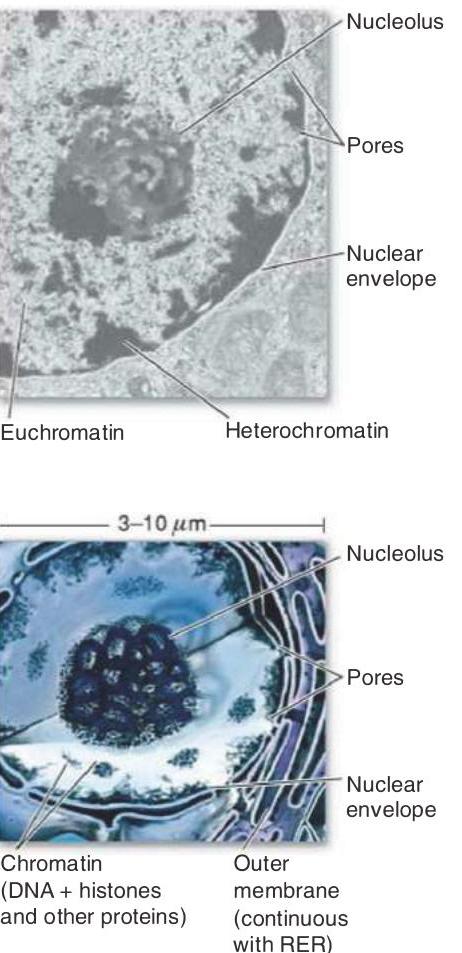 Nucleolus
Pores
Nuclear
envelope
Euchromatin
Heterochromatin
3–10 μm
Nucleolus
Pores
Nuclear
envelope
Chromatin
(DNA + histones
and other proteins)
Outer
membrane
(continuous
with RER)